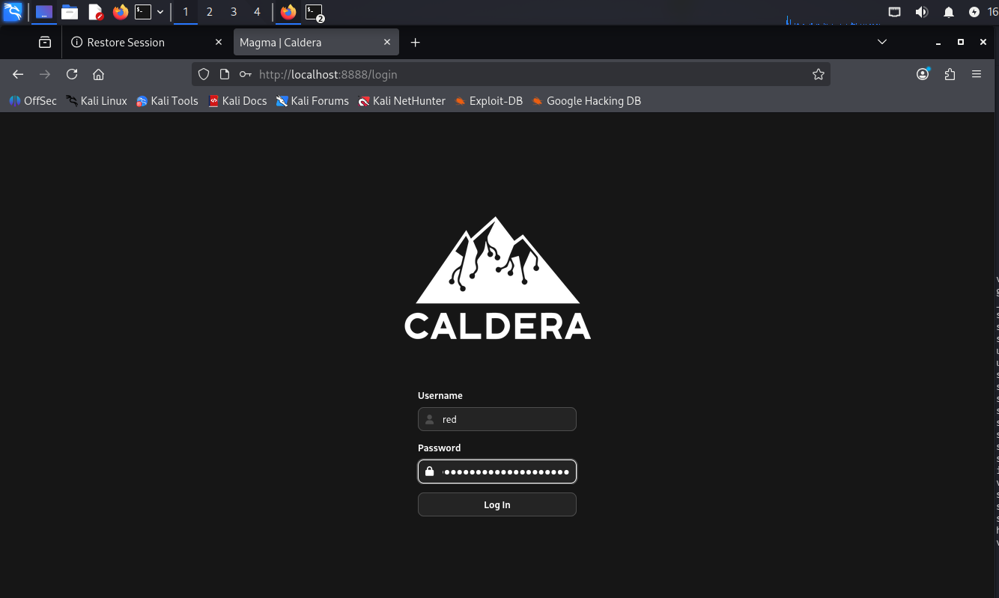 1 2 3 4 2 16
Restore Session Magma | Caldera
http://localhost:8888/login
OffSec Kali Linux Kali Tools Kali Docs Kali Forums Kali NetHunter Exploit-DB Google Hacking DB
CALDERA
Username
red
Password
Log In